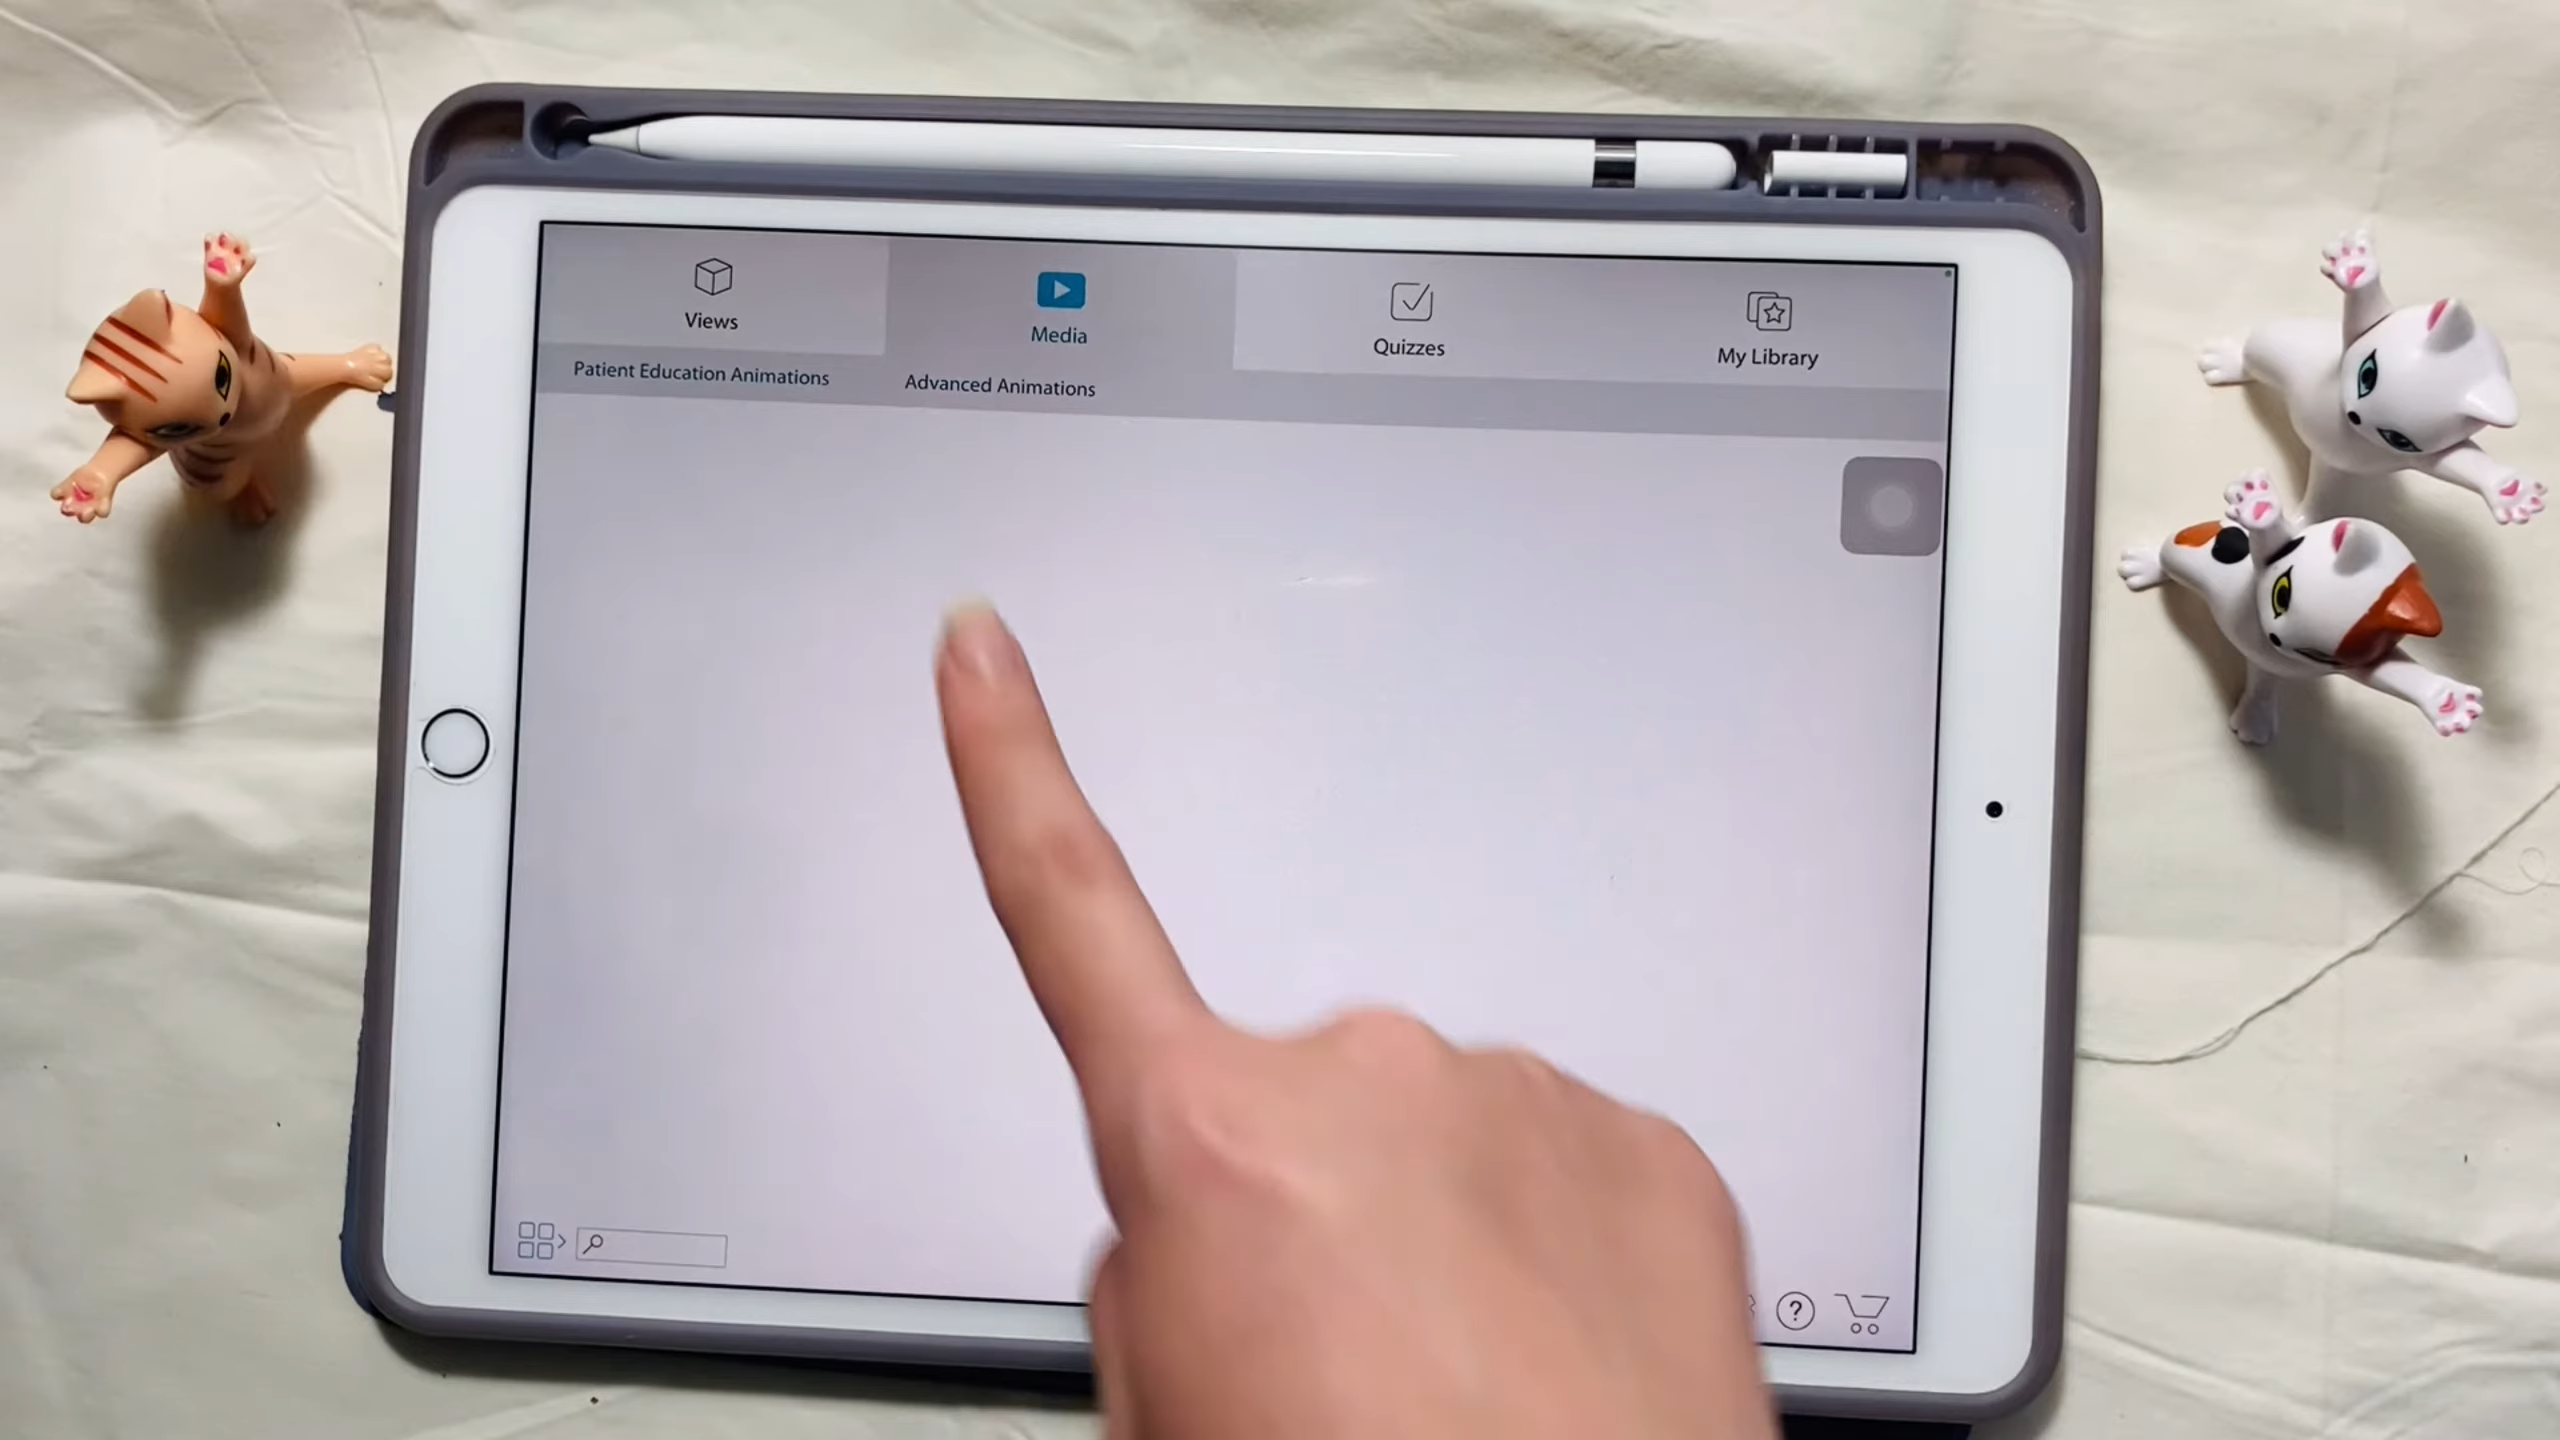 Views
Media
Quizzes
My Library
Patient Education Animations
Advanced Animations
?